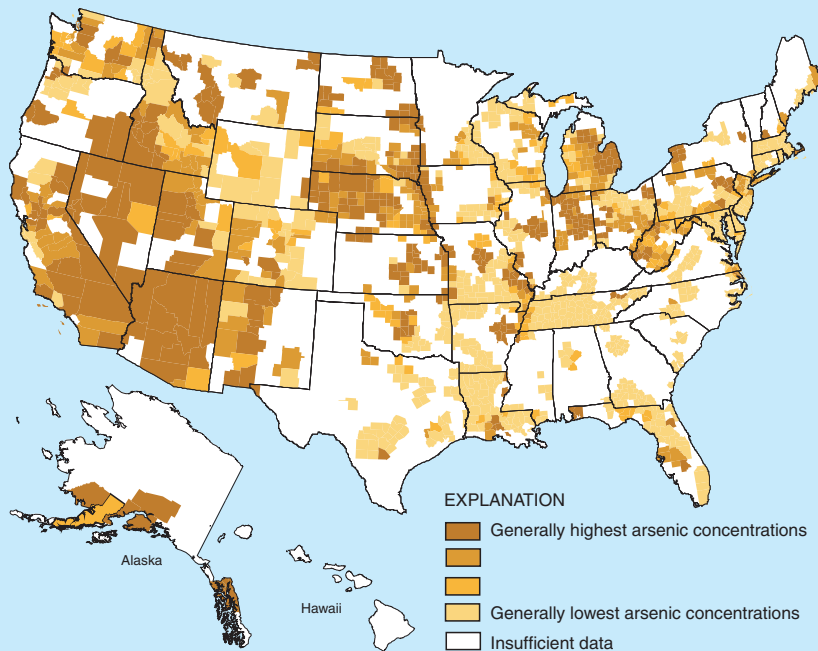 Alaska
Hawaii
EXPLANATION
Generally highest arsenic concentrations
Generally lowest arsenic concentrations
Insufficient data